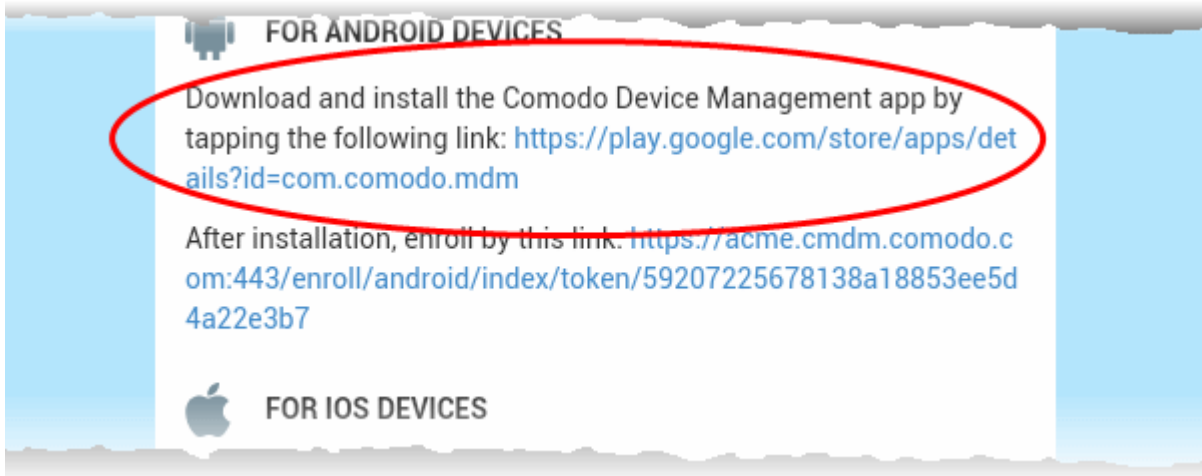 FOR ANDROID DEVICES
Download and install the Comodo Device Management app by
tapping the following link: https://play.google.com/store/apps/det
ails?id=com.comodo.mdm
After installation, enroll by this link: https://acme.cmdm.comodo.c
om:443/enroll/android/index/token/59207225678138a18853ee5d
4a22e3b7
FOR IOS DEVICES